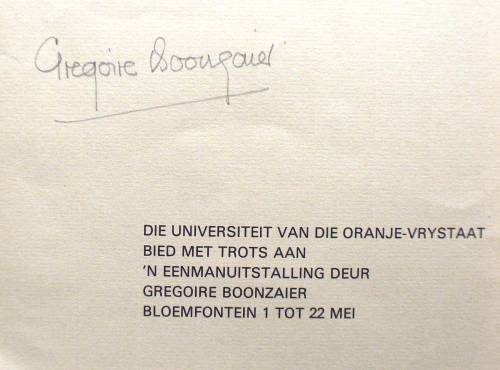 Gregoire Boonzaier
DIE UNIVERSITEIT VAN DIE ORANJE-VRYSTAAT
BIED MET TROTS AAN
'N EENMANUITSTALLING DEUR
GREGOIRE BOONZAIER
BLOEMFONTEIN 1 TOT 22 MEI